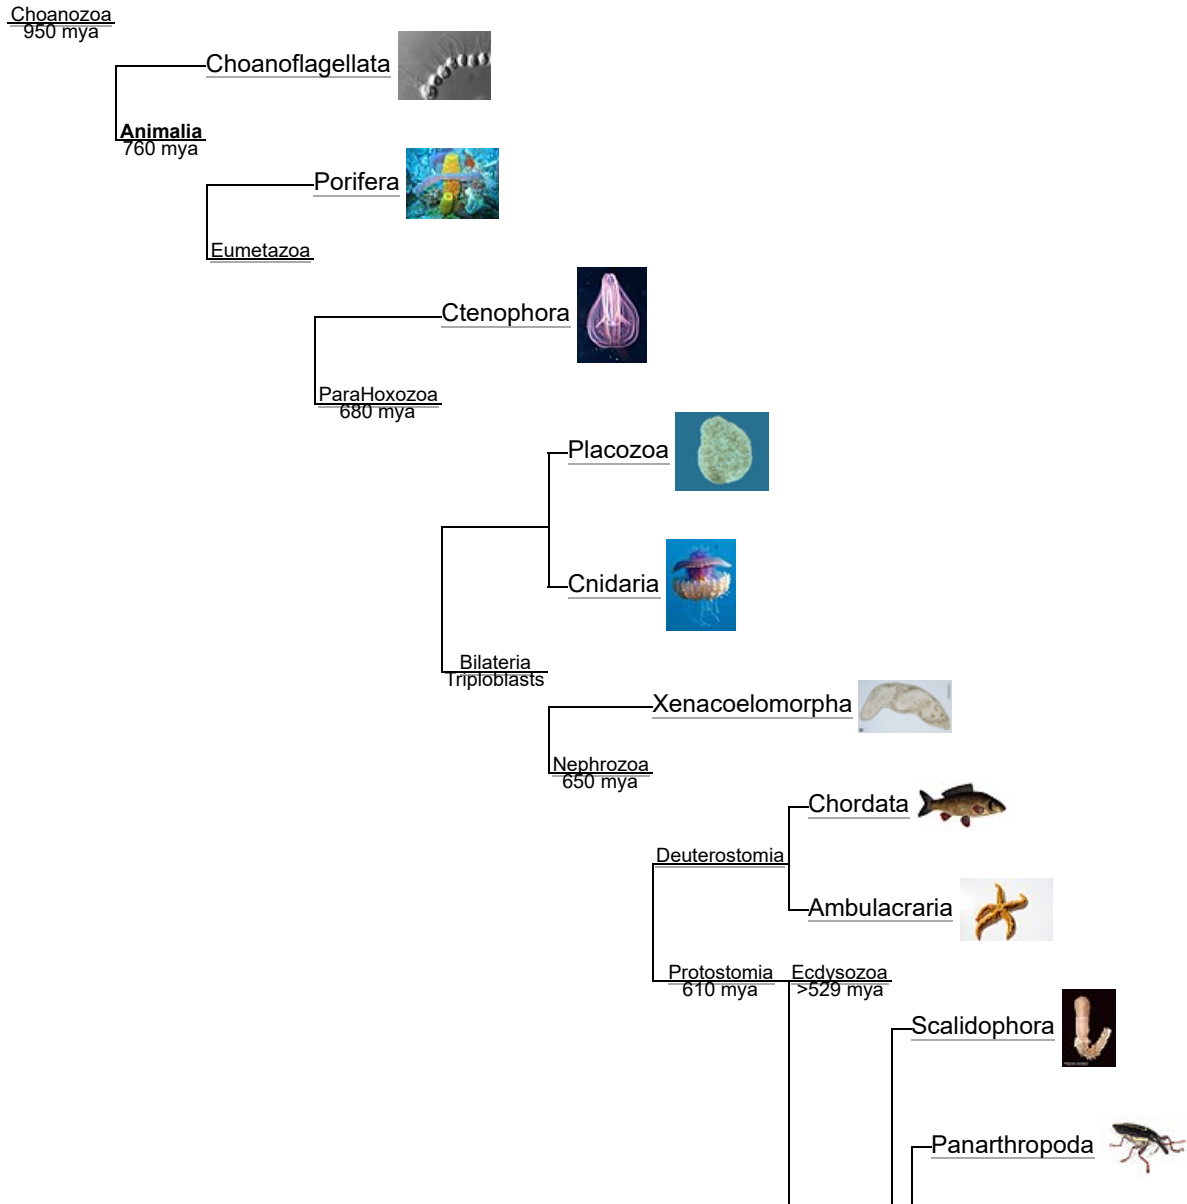 Choanozoa
950 mya
Choanoflagellata
Animalia
760 mya
Porifera
Eumetazoa
Ctenophora
ParaHoxozoa
680 mya
Placozoa
Cnidaria
Bilateria
Triploblasts
Xenacoelomorpha
Nephrozoa
650 mya
Chordata
Deuterostomia
Ambulacraria
Protostomia
610 mya
Ecdysozoa
>529 mya
Scalidophora
Panarthropoda